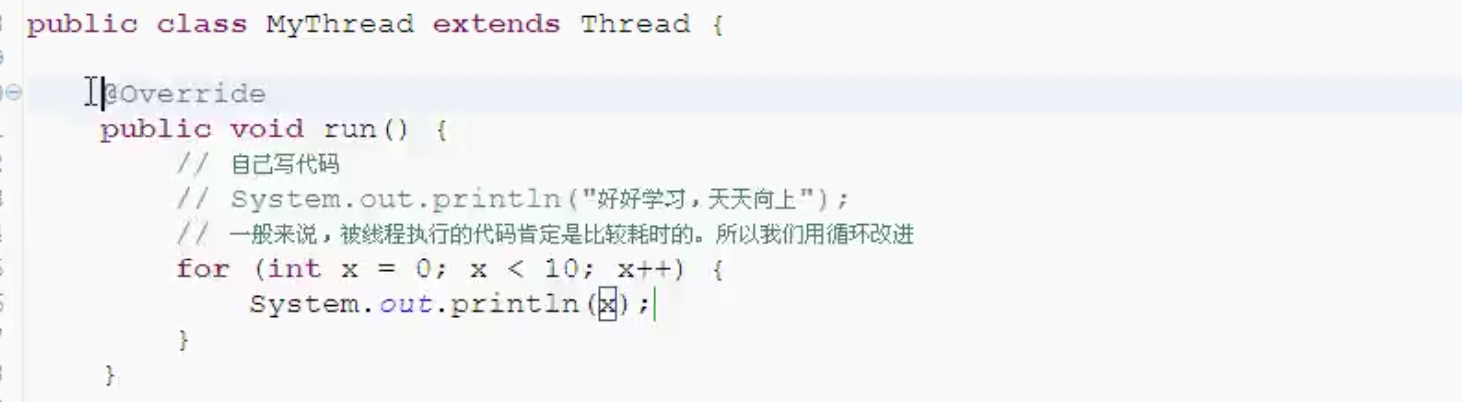 public class MyThread extends Thread {
@Override
public void run() {
// 自己写代码
// System.out.println("好好学习，天天向上");
// 一般来说，被线程执行的代码肯定是比较耗时的。所以我们用循环改进
for (int x = 0; x < 10; x++) {
System.out.println(x);
}
}